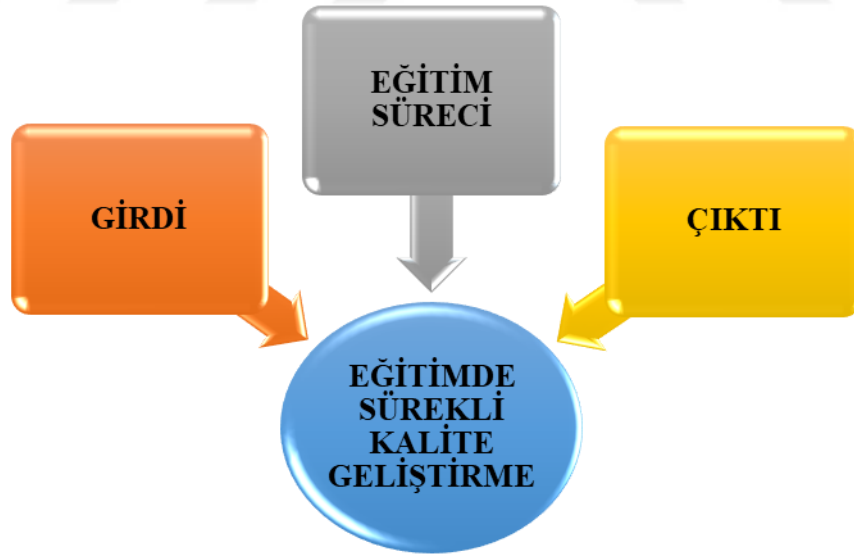 EĞİTİM
SÜRECİ
GİRDİ
ÇIKTI
EĞİTİMDE
SÜREKLİ
KALİTE
GELİŞTİRME